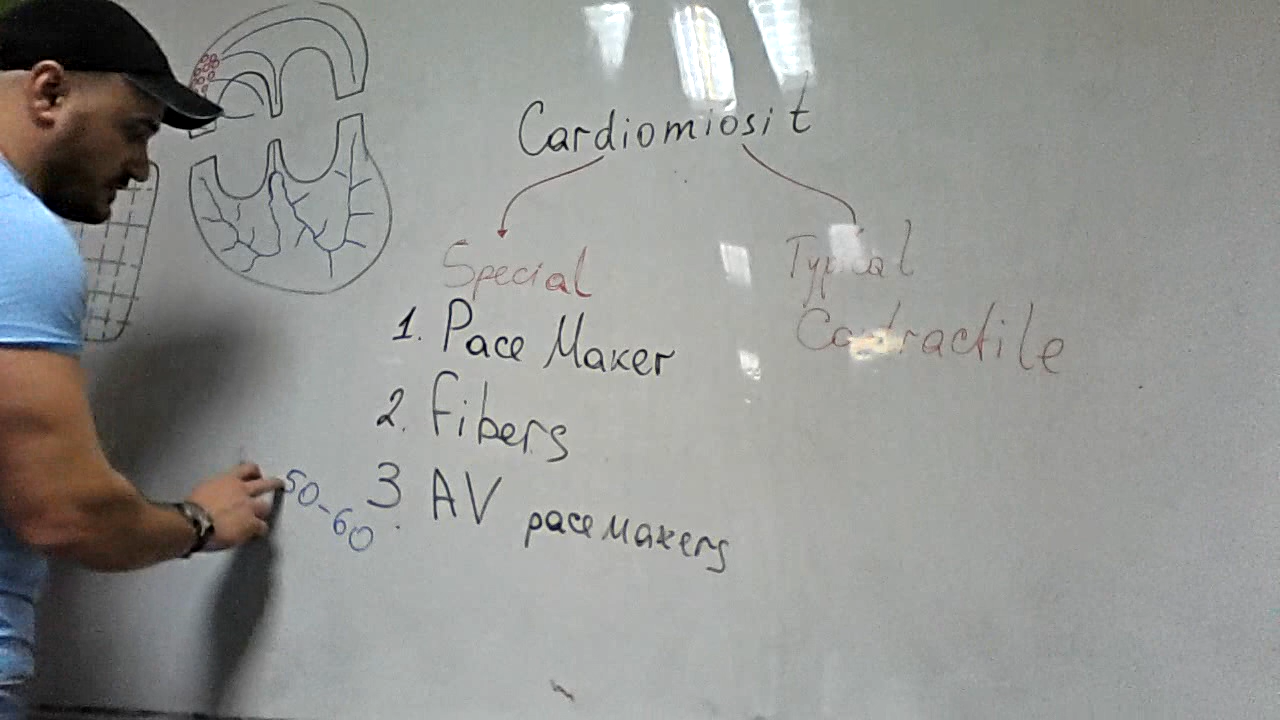 Cardiomiosit
Special
Typical
Contractile
1. Pace Maker
2. Fibers
50-60
3. AV pacemakers